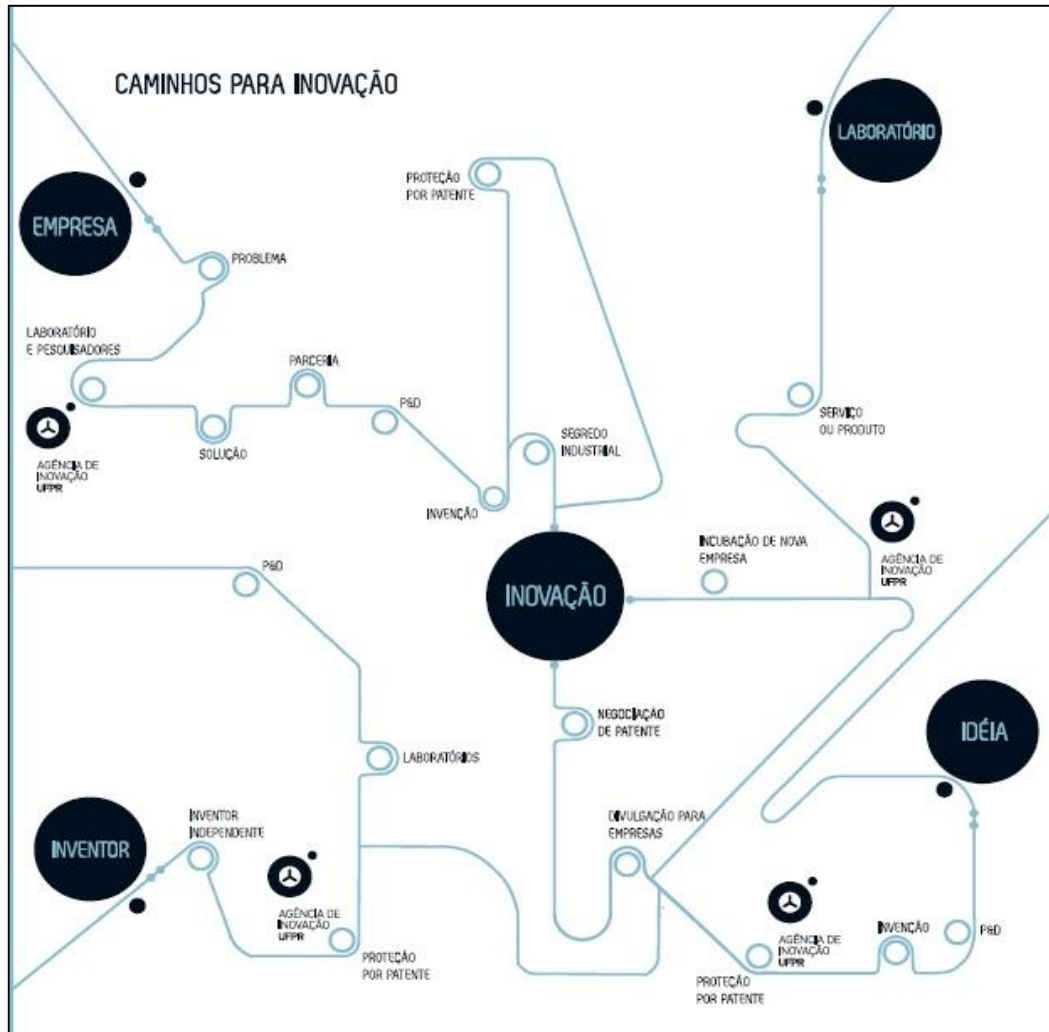 CAMINHOS PARA INOVAÇÃO
LABORATÓRIO
PROTEÇÃO
POR PATENTE
EMPRESA
PROBLEMA
LABORATÓRIO
E PESQUISADORES
PARCERIA
P&D
SERVIÇO
OU PRODUTO
SEGREDO
INDUSTRIAL
SOLUÇÃO
AGÊNCIA DE
INOVAÇÃO
UFPR
INVENÇÃO
INCUBAÇÃO DE NOVA
EMPRESA
AGÊNCIA DE
INOVAÇÃO
UFPR
P&D
INOVAÇÃO
NEGOCIAÇÃO
DE PATENTE
IDÉIA
LABORATÓRIOS
INVENTOR
INVENTOR
INDEPENDENTE
DIVULGAÇÃO PARA
EMPRESAS
AGÊNCIA DE
INOVAÇÃO
UFPR
PROTEÇÃO
POR PATENTE
AGÊNCIA DE
INOVAÇÃO
UFPR
INVENÇÃO
P&D
PROTEÇÃO
POR PATENTE